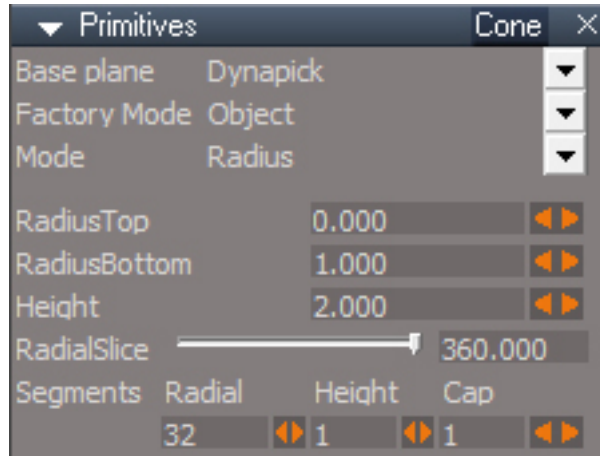 Primitives Cone
Base plane Dynapick
Factory Mode Object
Mode Radius
RadiusTop 0.000
RadiusBottom 1.000
Height 2.000
RadialSlice 360.000
Segments Radial Height Cap
32 1 1